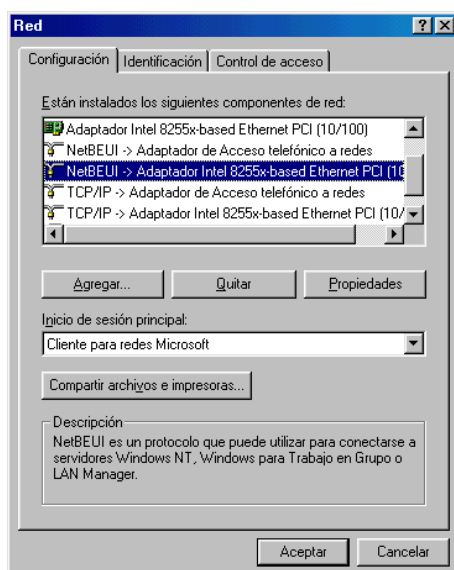 Red
Configuración Identificación Control de acceso
Están instalados los siguientes componentes de red:
Adaptador Intel 8255x-based Ethernet PCI (10/100)
NetBEUI -> Adaptador de Acceso telefónico a redes
NetBEUI -> Adaptador Intel 8255x-based Ethernet PCI (10
TCP/IP -> Adaptador de Acceso telefónico a redes
TCP/IP -> Adaptador Intel 8255x-based Ethernet PCI (10/
Agregar... Quitar Propiedades
Inicio de sesión principal:
Cliente para redes Microsoft
Compartir archivos e impresoras...
Descripción
NetBEUI es un protocolo que puede utilizar para conectarse a
servidores Windows NT, Windows para Trabajo en Grupo o
LAN Manager.
Aceptar Cancelar